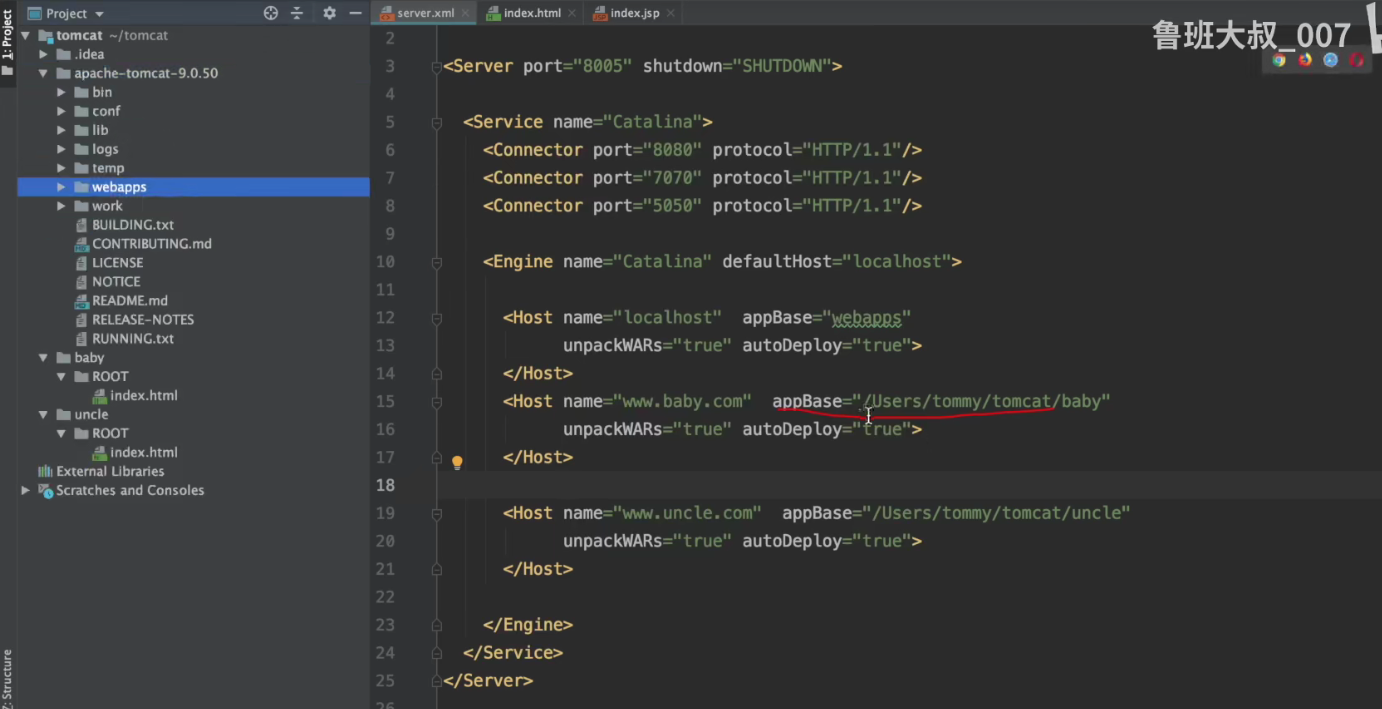 1: Project
Project
tomcat ~/tomcat
.idea
apache-tomcat-9.0.50
bin
conf
lib
logs
temp
webapps
work
BUILDING.txt
CONTRIBUTING.md
LICENSE
NOTICE
README.md
RELEASE-NOTES
RUNNING.txt
baby
ROOT
index.html
uncle
ROOT
index.html
External Libraries
Scratches and Consoles
7: Structure
server.xml index.html index.jsp
鲁班大叔_007
2
3 <Server port="8005" shutdown="SHUTDOWN">
4
5 <Service name="Catalina">
6 <Connector port="8080" protocol="HTTP/1.1"/>
7 <Connector port="7070" protocol="HTTP/1.1"/>
8 <Connector port="5050" protocol="HTTP/1.1"/>
9
10 <Engine name="Catalina" defaultHost="localhost">
11
12 <Host name="localhost" appBase="webapps"
13 unpackWARs="true" autoDeploy="true">
14 </Host>
15 <Host name="www.baby.com" appBase="/Users/tommy/tomcat/baby"
16 unpackWARs="true" autoDeploy="true">
17 </Host>
18
19 <Host name="www.uncle.com" appBase="/Users/tommy/tomcat/uncle"
20 unpackWARs="true" autoDeploy="true">
21 </Host>
22
23 </Engine>
24 </Service>
25 </Server>
26